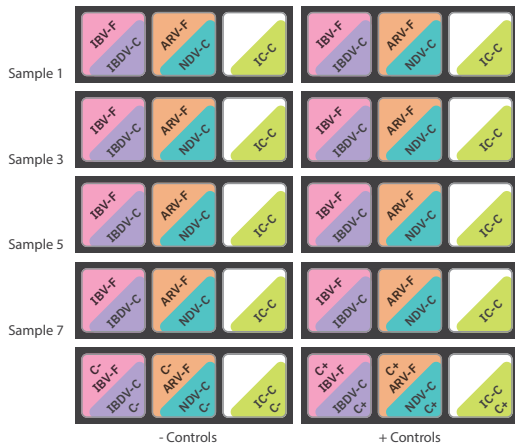 IBV-F IBDV-C ARV-F NDV-C IC-C IBV-F IBDV-C ARV-F NDV-C IC-C
Sample 1
IBV-F IBDV-C ARV-F NDV-C IC-C IBV-F IBDV-C ARV-F NDV-C IC-C
Sample 3
IBV-F IBDV-C ARV-F NDV-C IC-C IBV-F IBDV-C ARV-F NDV-C IC-C
Sample 5
IBV-F IBDV-C ARV-F NDV-C IC-C IBV-F IBDV-C ARV-F NDV-C IC-C
Sample 7
C- IBV-F IBDV-C C- C- ARV-F NDV-C C- IC-C C- C+ IBV-F IBDV-C C+ C+ ARV-F NDV-C C+ IC-C C+
- Controls + Controls